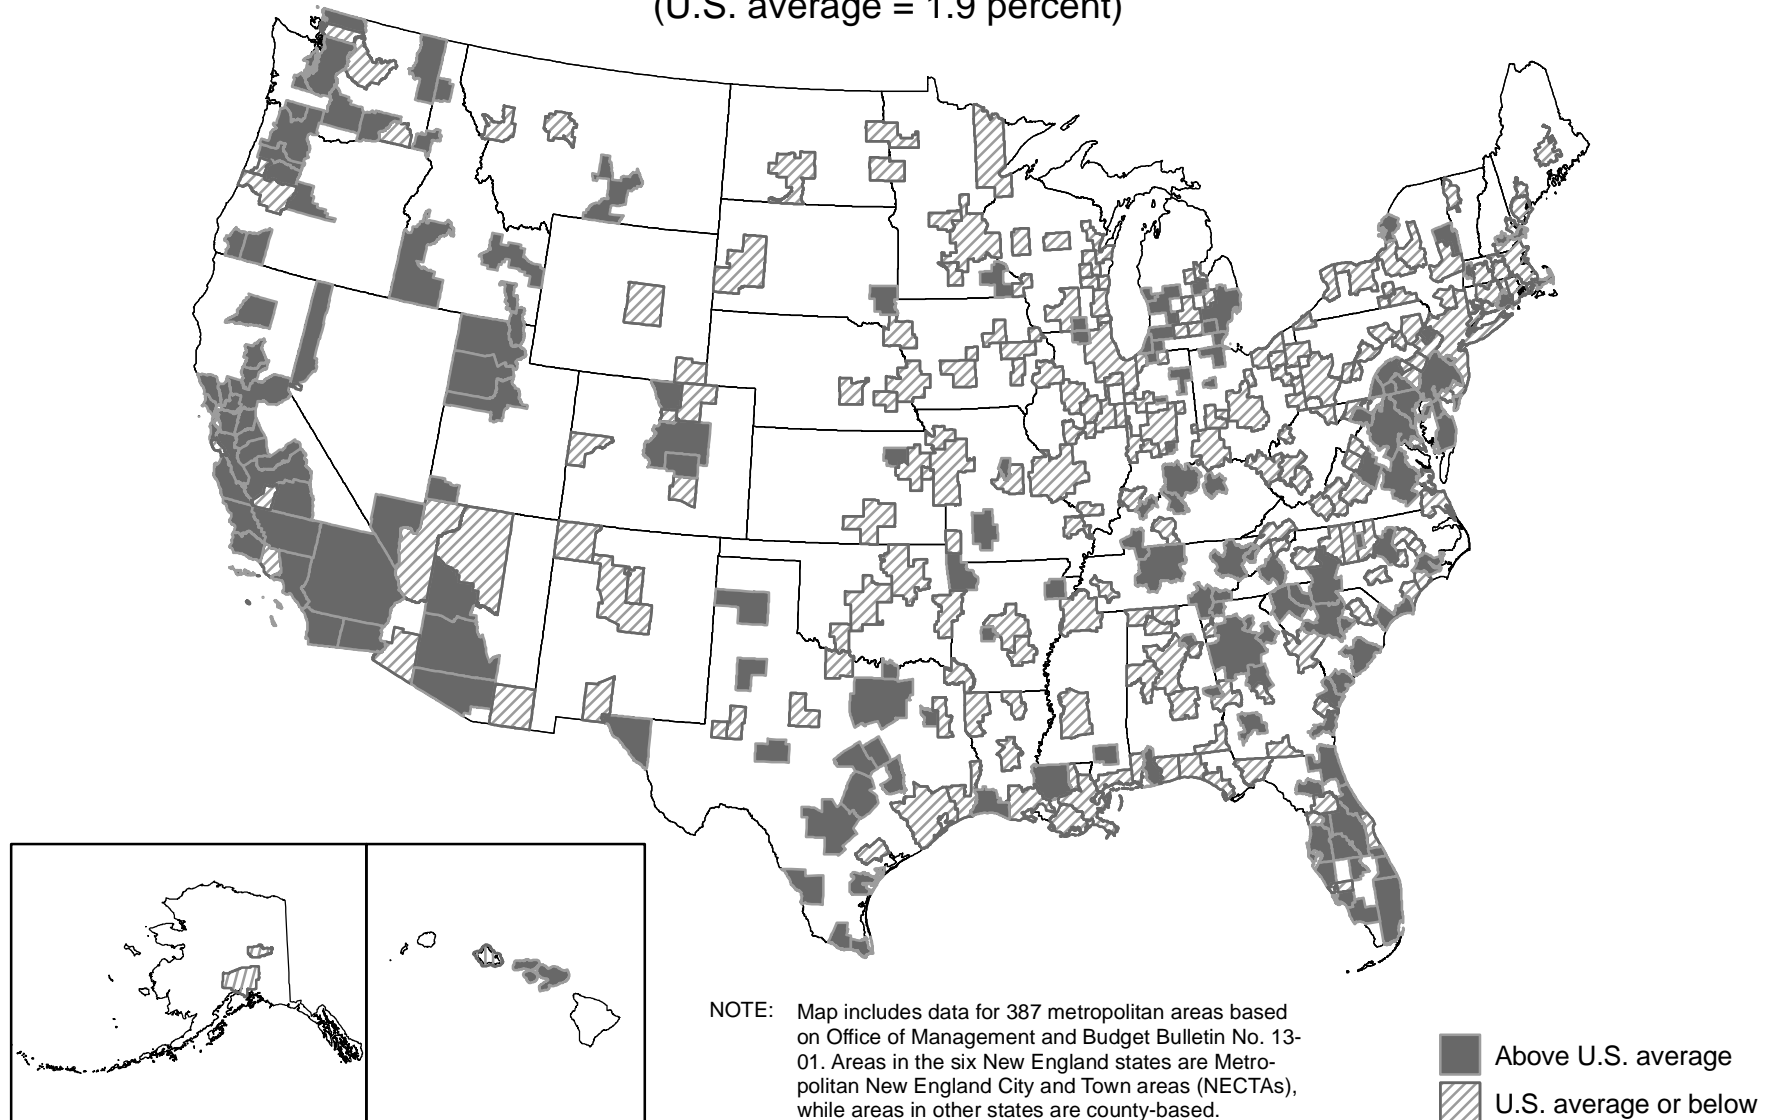 (U.S. average = 1.9 percent)
NOTE: Map includes data for 387 metropolitan areas based
on Office of Management and Budget Bulletin No. 13-
01. Areas in the six New England states are Metro-
politan New England City and Town areas (NECTAs),
while areas in other states are county-based.
Above U.S. average
U.S. average or below